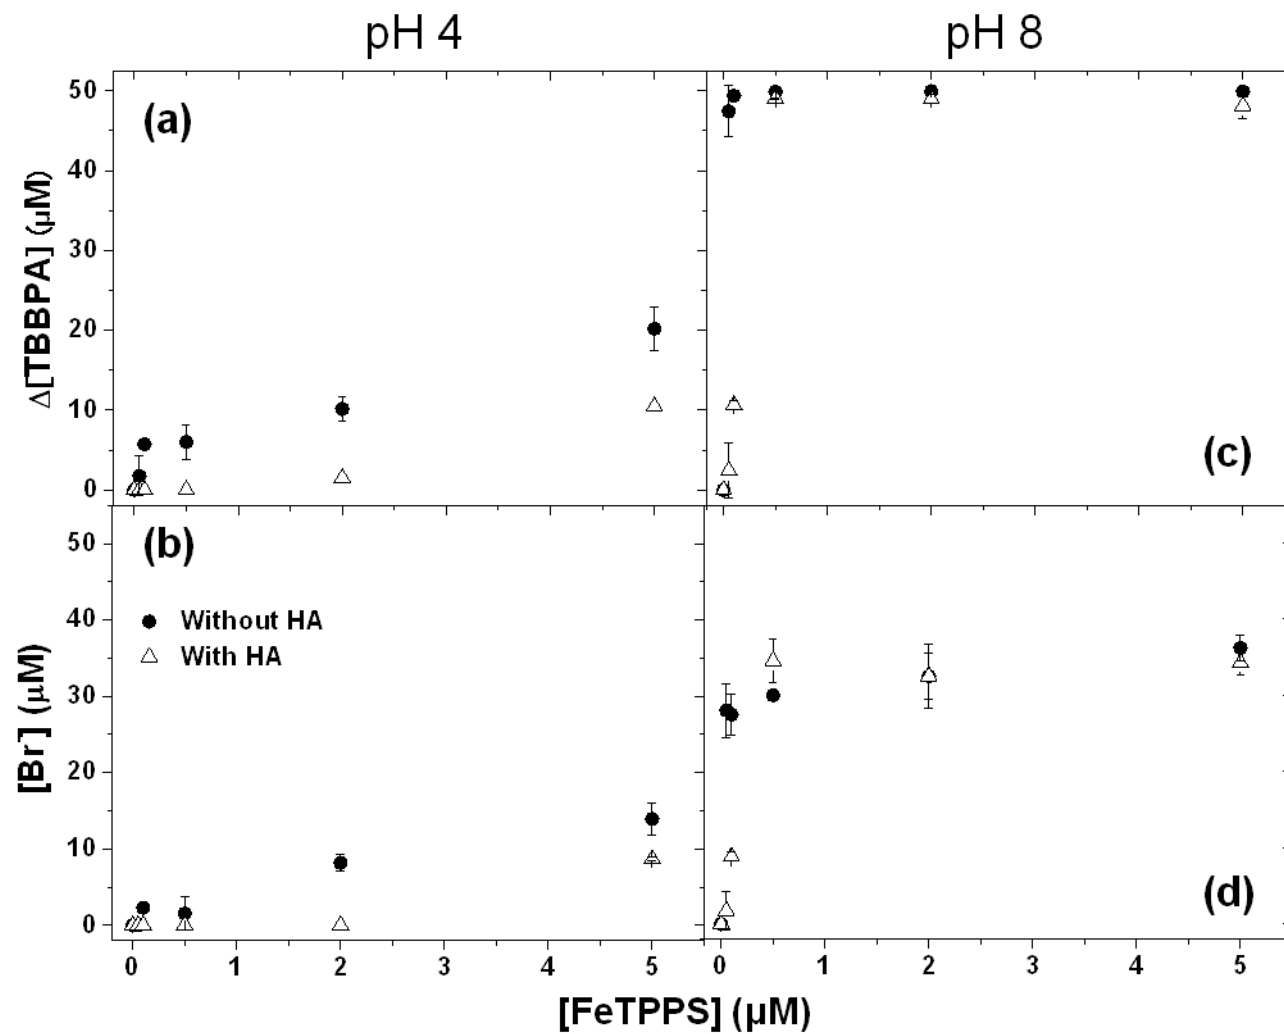 pH 4
pH 8
50
40
30
20
10
0
Δ[TBBPA] (μM)
(a)
(c)
50
40
30
20
10
0
[Br] (μM)
(b)
Without HA
With HA
(d)
0 1 2 3 4 5
0 1 2 3 4 5
[FeTPPS] (μM)